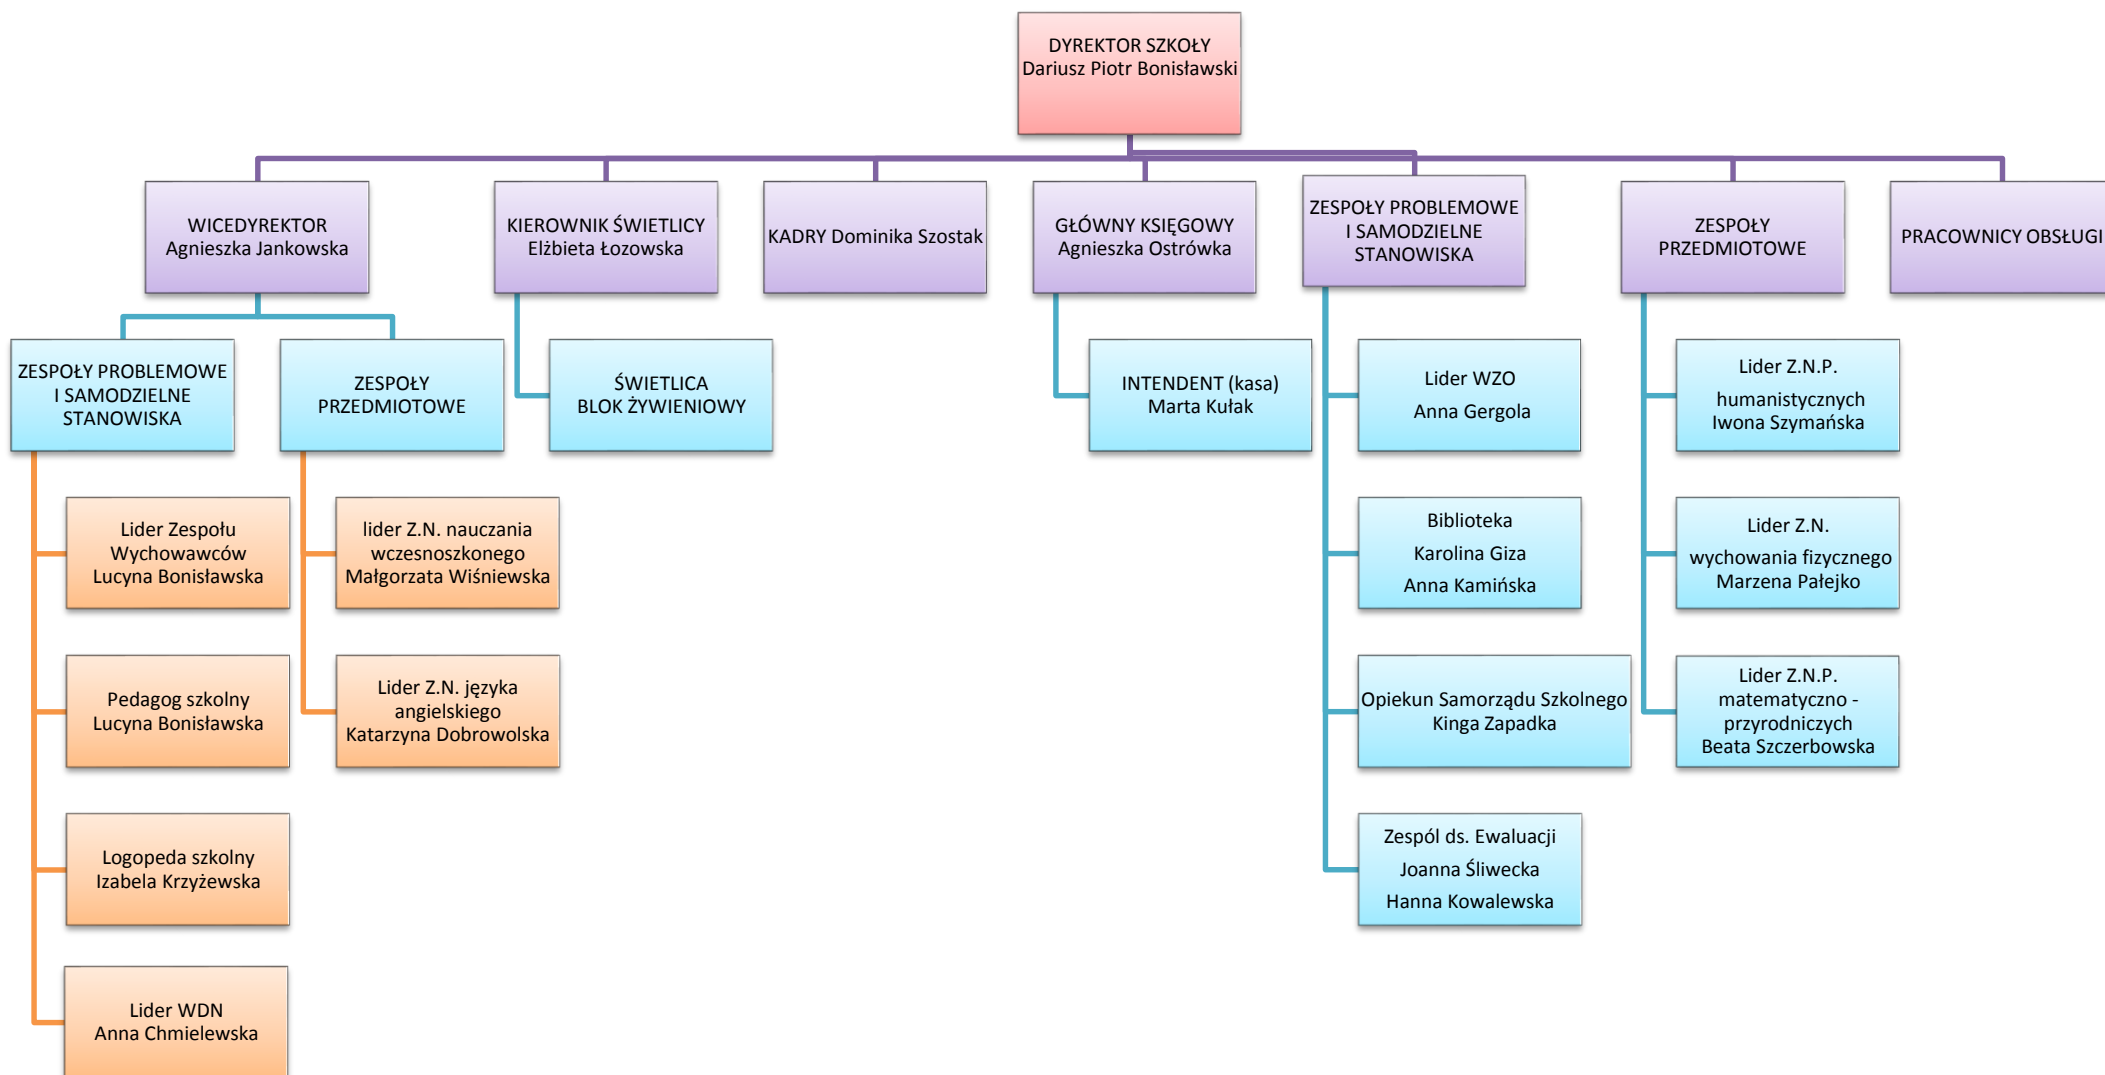 DYREKTOR SZKOŁY
Dariusz Piotr Bonisławski
WICEDYREKTOR
Agnieszka Jankowska
KIEROWNIK ŚWIETLICY
Elżbieta Łozowska
KADRY Dominika Szostak
GŁÓWNY KSIĘGOWY
Agnieszka Ostrówka
ZESPOŁY PROBLEMOWE
I SAMODZIELNE
STANOWISKA
ZESPOŁY
PRZEDMIOTOWE
PRACOWNICY OBSŁUGI
ZESPOŁY PROBLEMOWE
I SAMODZIELNE
STANOWISKA
ZESPOŁY
PRZEDMIOTOWE
ŚWIETLICA
BLOK ŻYWIENIOWY
INTENDENT (kasa)
Marta Kułak
Lider WZO
Anna Gergola
Lider Z.N.P.
humanistycznych
Iwona Szymańska
Lider Zespołu
Wychowawców
Lucyna Bonisławska
lider Z.N. nauczania
wczesnoszkonego
Małgorzata Wiśniewska
Biblioteka
Karolina Giza
Anna Kamińska
Lider Z.N.
wychowania fizycznego
Marzena Pałejko
Pedagog szkolny
Lucyna Bonisławska
Lider Z.N. języka
angielskiego
Katarzyna Dobrowolska
Opiekun Samorządu Szkolnego
Kinga Zapadka
Lider Z.N.P.
matematyczno -
przyrodniczych
Beata Szczerbowska
Logopeda szkolny
Izabela Krzyżewska
Zespól ds. Ewaluacji
Joanna Śliwecka
Hanna Kowalewska
Lider WDN
Anna Chmielewska